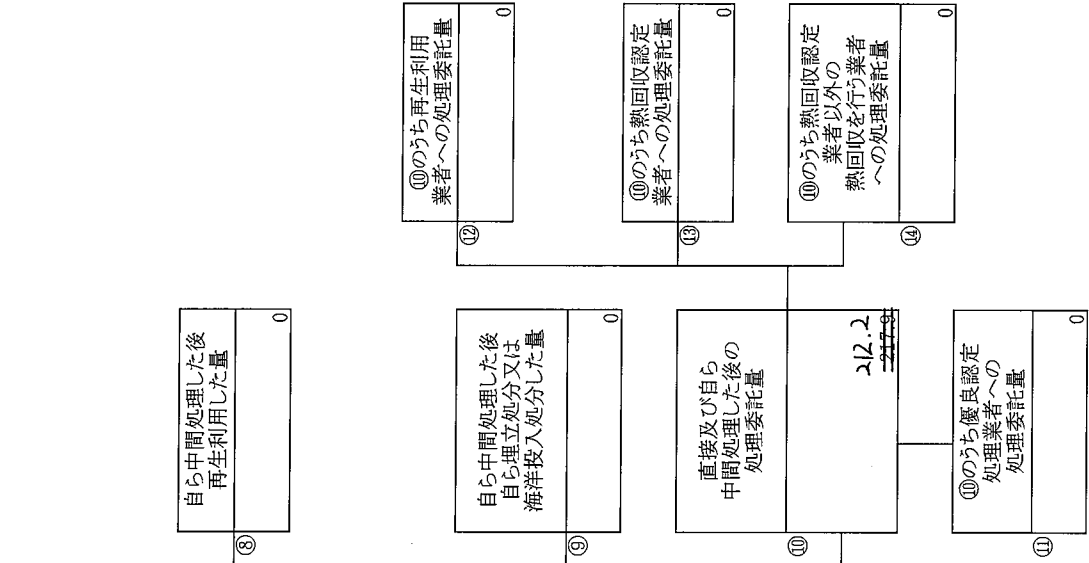 ⑧
自ら中間処理した後
再生利用した量
0
⑨
自ら中間処理した後
自ら埋立処分又は
海洋投入処分した量
0
⑩
直接及び自ら
中間処理した後の
処理委託量
212.2
217.9
⑪
⑩のうち優良認定
処理業者への
処理委託量
0
⑫
⑩のうち再生利用
業者への処理委託量
0
⑬
⑩のうち熱回収認定
業者への処理委託量
0
⑭
⑩のうち熱回収認定
業者以外の
熱回収を行う業者
への処理委託量
0